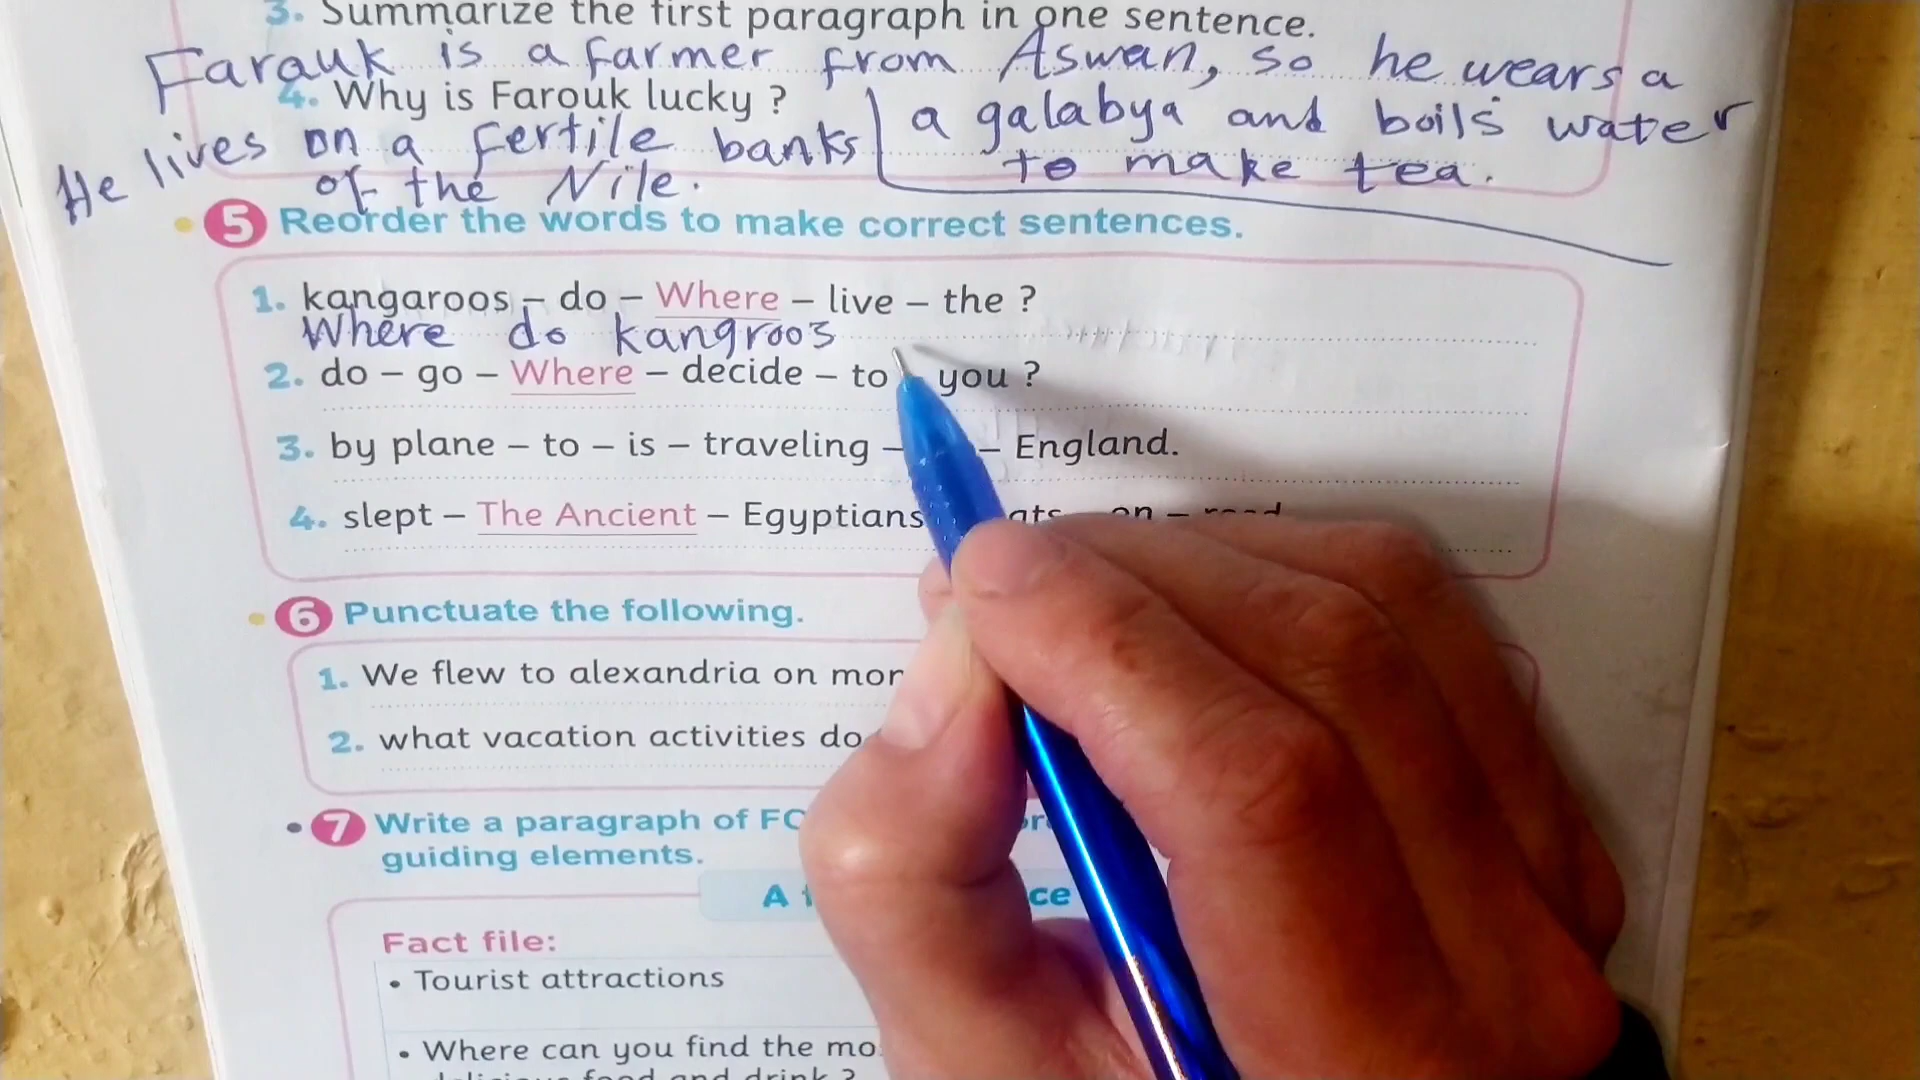 3. Summarize the first paragraph in one sentence.
Farauk is a farmer from Aswan, so he wears a
a galabya and boils water
to make tea.
4. Why is Farouk lucky ?
He lives on a fertile banks
of the Nile.
5 Reorder the words to make correct sentences.
1. kangaroos – do – Where – live – the ?
Where do kangroos
2. do – go – Where – decide – to you ?
3. by plane – to – is – traveling – – England.
4. slept – The Ancient – Egyptians on –
6 Punctuate the following.
1. We flew to alexandria on
2. what vacation activities do
7 Write a paragraph of
guiding elements.
A
Fact file:
• Tourist attractions
• Where can you find the
food and drink ?